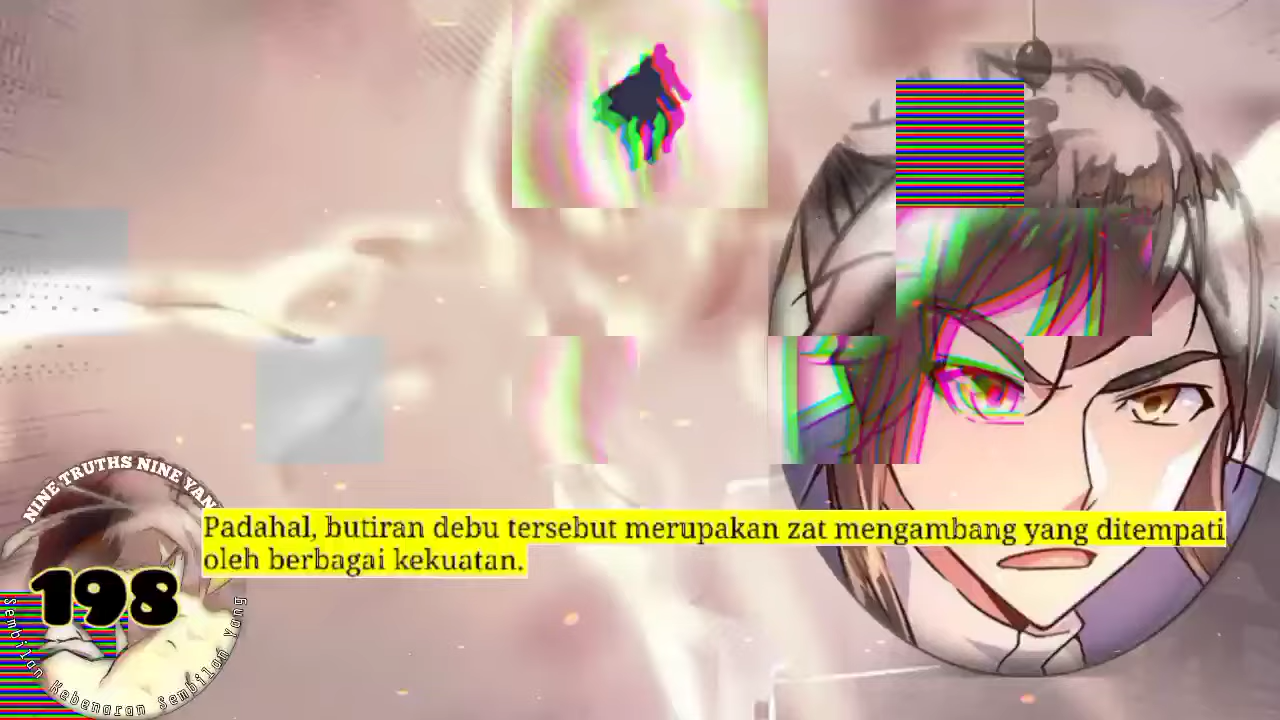 NINE TRUTHS NINE YAN
Padahal, butiran debu tersebut merupakan zat mengambang yang ditempati
oleh berbagai kekuatan.
198
Sembilan Kebenaran Sembilan Yang